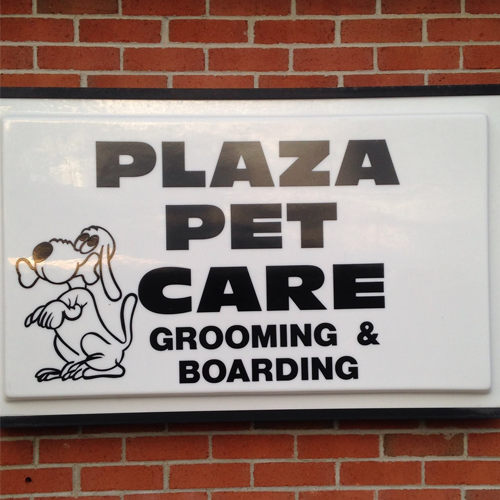 PLAZA
PET
CARE
GROOMING &
BOARDING